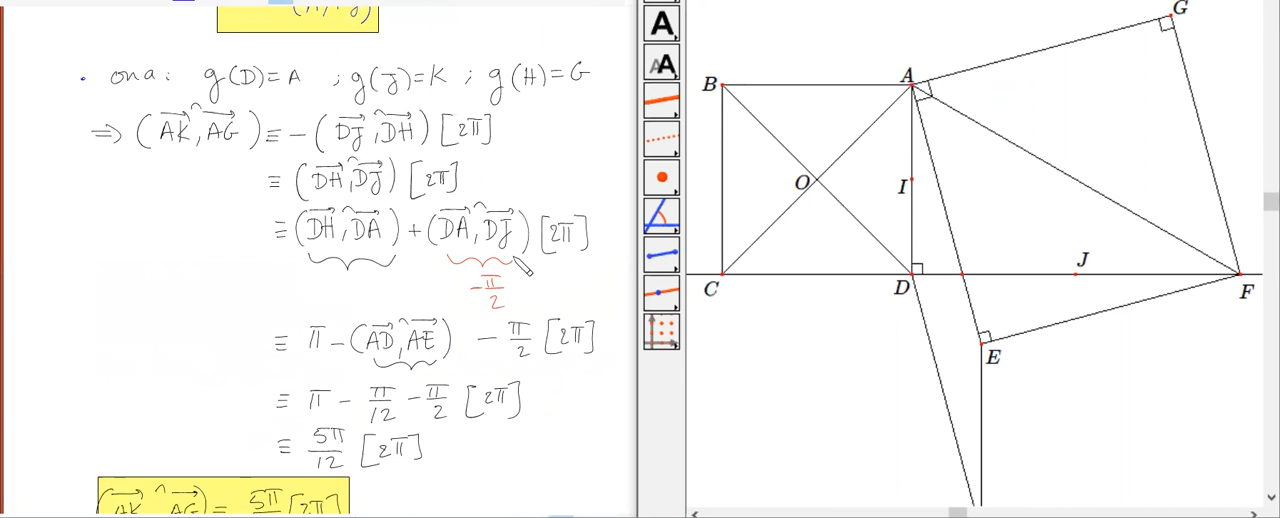 (π, J)
. on a : g(D)=A ; g(J)=K ; g(H)=G
⇒ (AK, AG) ≡ -(DJ, DH) [2π]
≡ (DH, DJ) [2π]
≡ (DH, DA) + (DA, DJ) [2π]
-π/2
≡ π - (AD, AE) - π/2 [2π]
≡ π - π/12 - π/2 [2π]
≡ 5π/12 [2π]
(AK, AG) ≡ 5π [2π]
A
AA
G
B A
O I
J
C D F
E